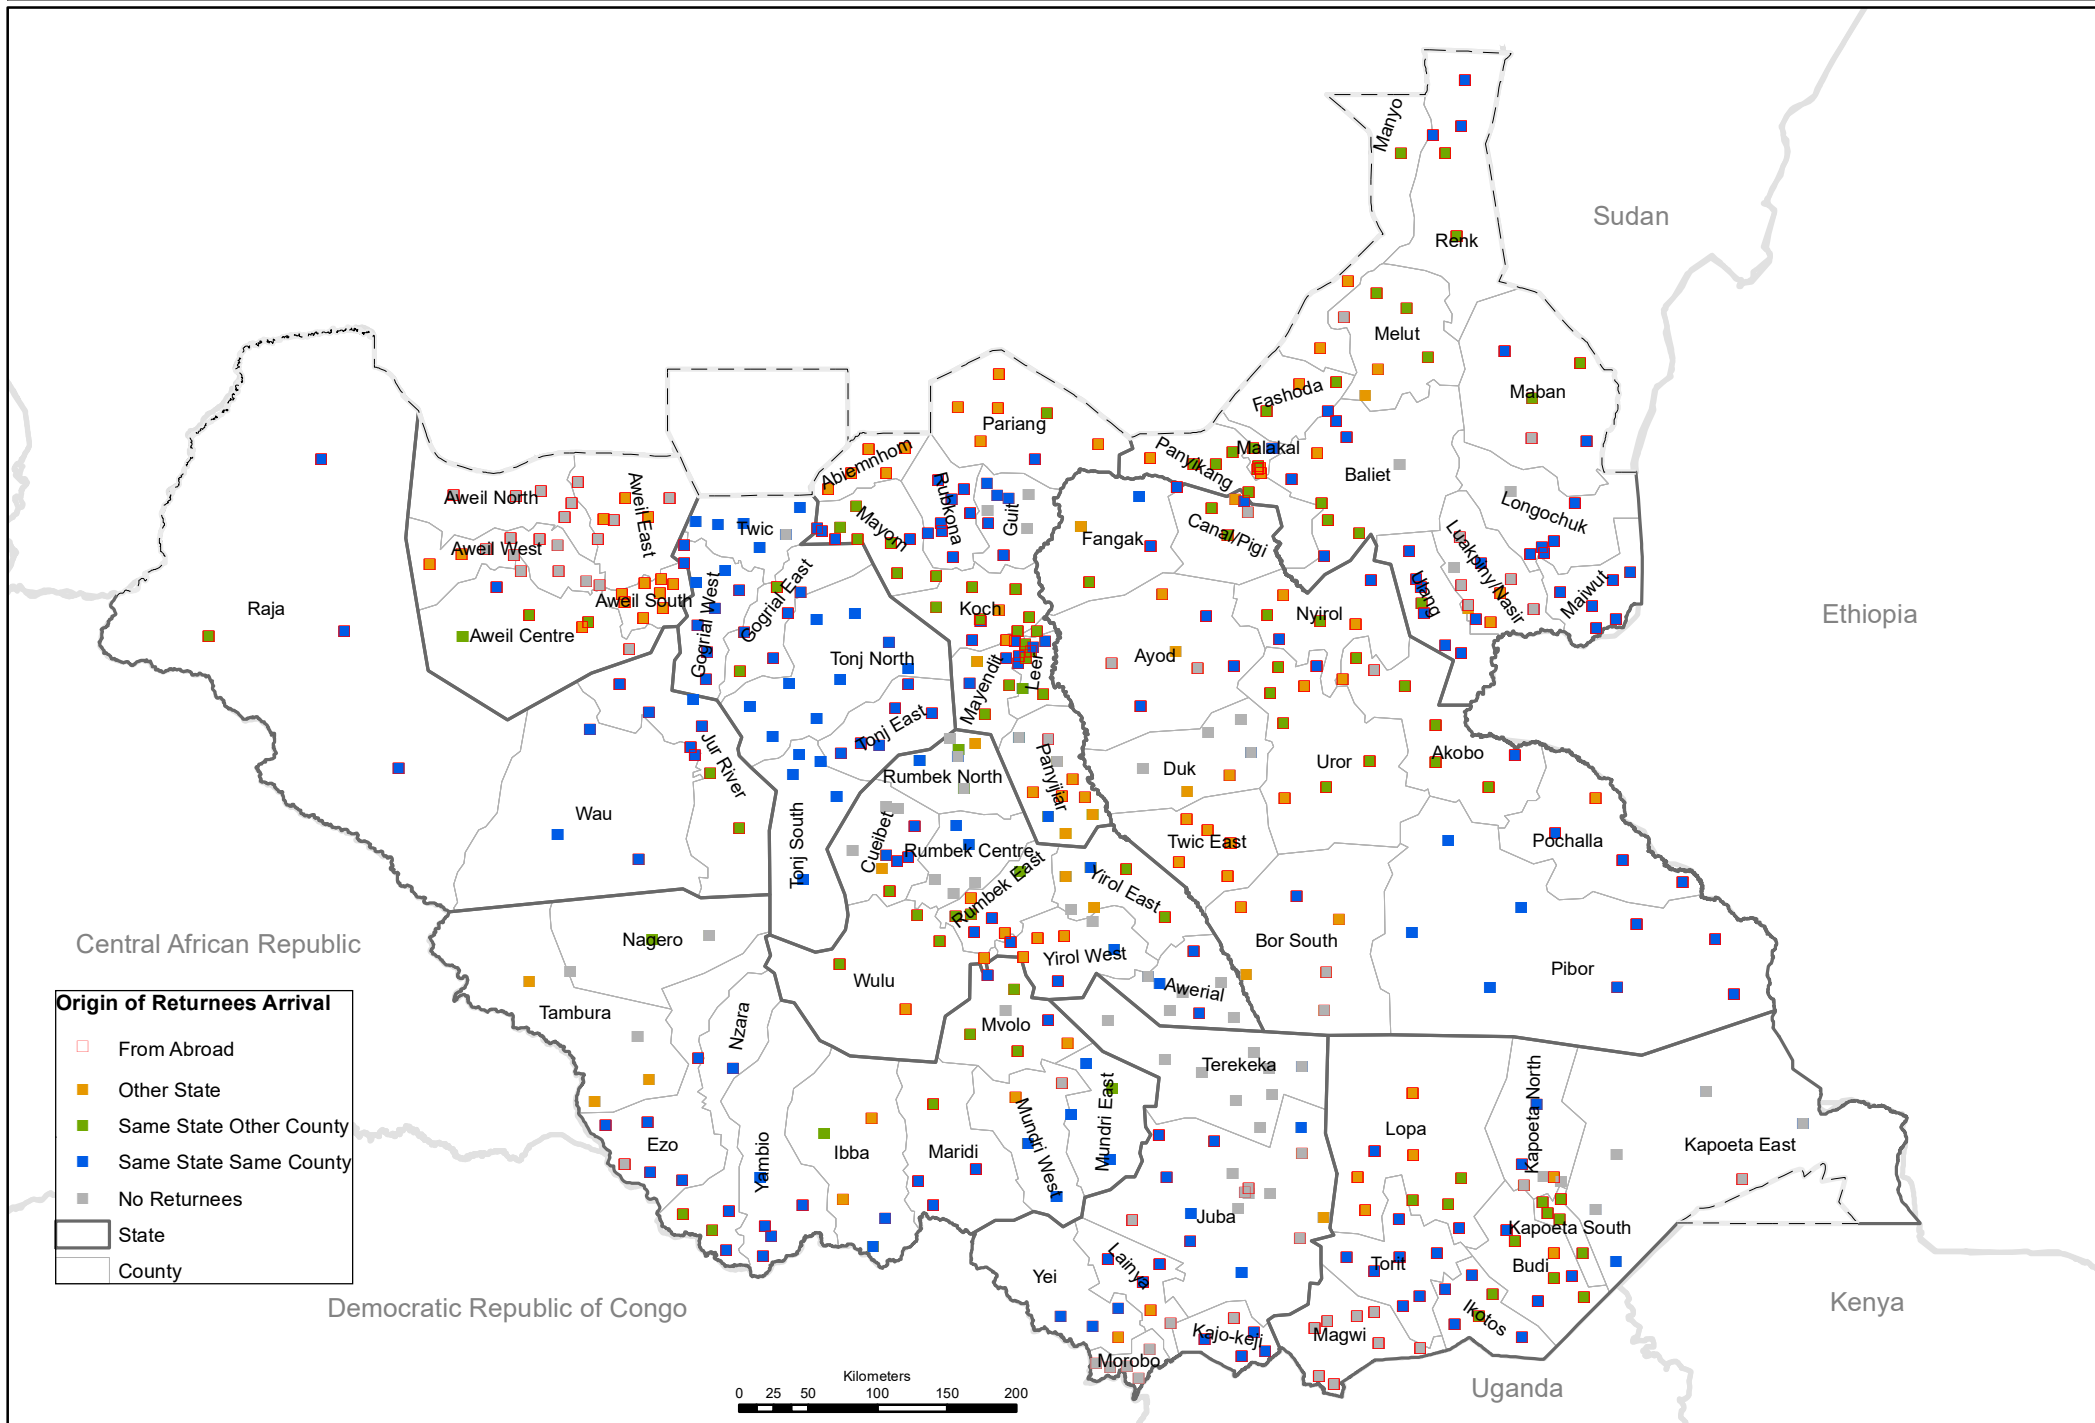 Manyo
Sudan
Renk
Melut
Maban
Fashoda
Pariang
Abiemnhom
Malakal
Panyikang
Baliet
Rubkona
Guit
Aweil North
Aweil East
Longochuk
Mayom
Twic
Fangak
Canal/Pigi
Luakpiny/Nasir
Aweil West
Ulang
Maiwut
Gogrial East
Gogrial West
Koch
Nyirol
Aweil South
Raja
Aweil Centre
Ethiopia
Tonj North
Ayod
Leer
Mayendit
Tonj East
Jur River
Akobo
Duk
Uror
Panyijiar
Rumbek North
Wau
Tonj South
Cueibet
Rumbek Centre
Twic East
Pochalla
Rumbek East
Yirol East
Central African Republic
Nagero
Bor South
Yirol West
Pibor
Wulu
Awerial
Tambura
Nzara
Mvolo
Origin of Returnees Arrival
From Abroad
Other State
Same State Other County
Same State Same County
No Returnees
State
County
Terekeka
Kapoeta North
Mundri East
Lopa
Kapoeta East
Ezo
Yambio
Ibba
Maridi
Mundri West
Juba
Kapoeta South
Lainya
Torit
Budi
Yei
Ikotos
Democratic Republic of Congo
Kenya
Kajo-keji
Magwi
Morobo
Uganda
Kilometers
0 25 50 100 150 200